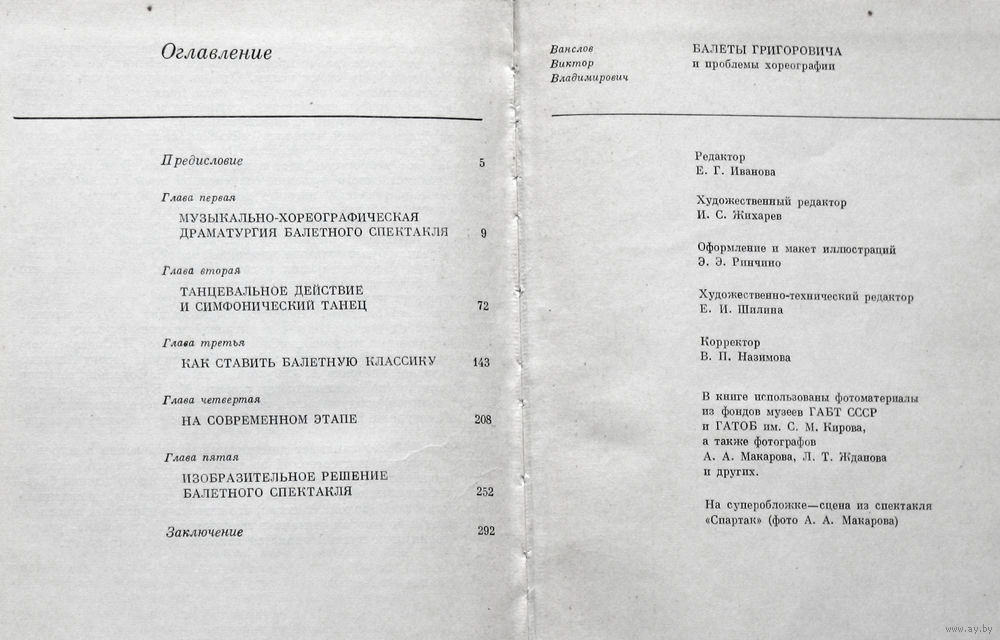 Оглавление
Предисловие 5
Глава первая
МУЗЫКАЛЬНО-ХОРЕОГРАФИЧЕСКАЯ
ДРАМАТУРГИЯ БАЛЕТНОГО СПЕКТАКЛЯ 9
Глава вторая
ТАНЦЕВАЛЬНОЕ ДЕЙСТВИЕ
И СИМФОНИЧЕСКИЙ ТАНЕЦ 72
Глава третья
КАК СТАВИТЬ БАЛЕТНУЮ КЛАССИКУ 143
Глава четвертая
НА СОВРЕМЕННОМ ЭТАПЕ 208
Глава пятая
ИЗОБРАЗИТЕЛЬНОЕ РЕШЕНИЕ
БАЛЕТНОГО СПЕКТАКЛЯ 252
Заключение 292
Ванслов
Виктор
Владимирович
БАЛЕТЫ ГРИГОРОВИЧА
и проблемы хореографии
Редактор
Е. Г. Иванова
Художественный редактор
И. С. Жихарев
Оформление и макет иллюстраций
Э. Э. Ринчино
Художественно-технический редактор
Е. И. Шилина
Корректор
В. П. Назимова
В книге использованы фотоматериалы
из фондов музеев ГАБТ СССР
и ГАТОБ им. С. М. Кирова,
а также фотографов
А. А. Макарова, Л. Т. Жданова
и других.
На суперобложке—сцена из спектакля
«Спартак» (фото А. А. Макарова)
www.ay.by